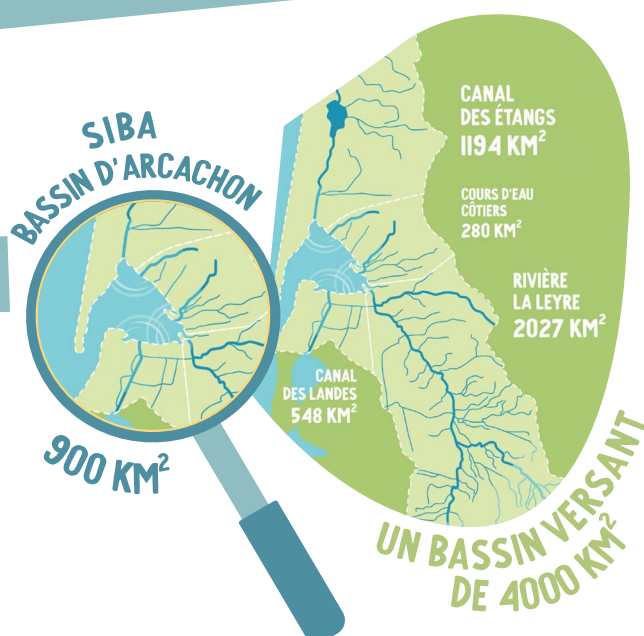 SIBA
BASSIN D'ARCACHON
900 KM²
CANAL
DES ÉTANGS
1194 KM²
COURS D'EAU
CÔTIERS
280 KM²
RIVIÈRE
LA LEYRE
2027 KM²
CANAL
DES LANDES
548 KM²
UN BASSIN VERSANT
DE 4000 KM²